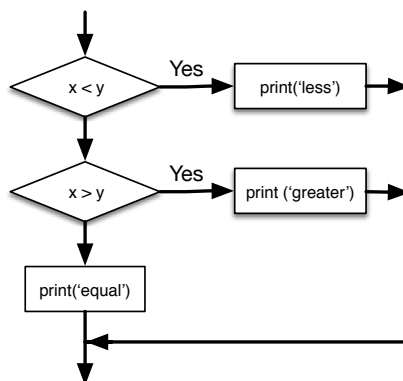 Yes
x < y
print(‘less’)
Yes
x > y
print (‘greater’)
print(‘equal’)